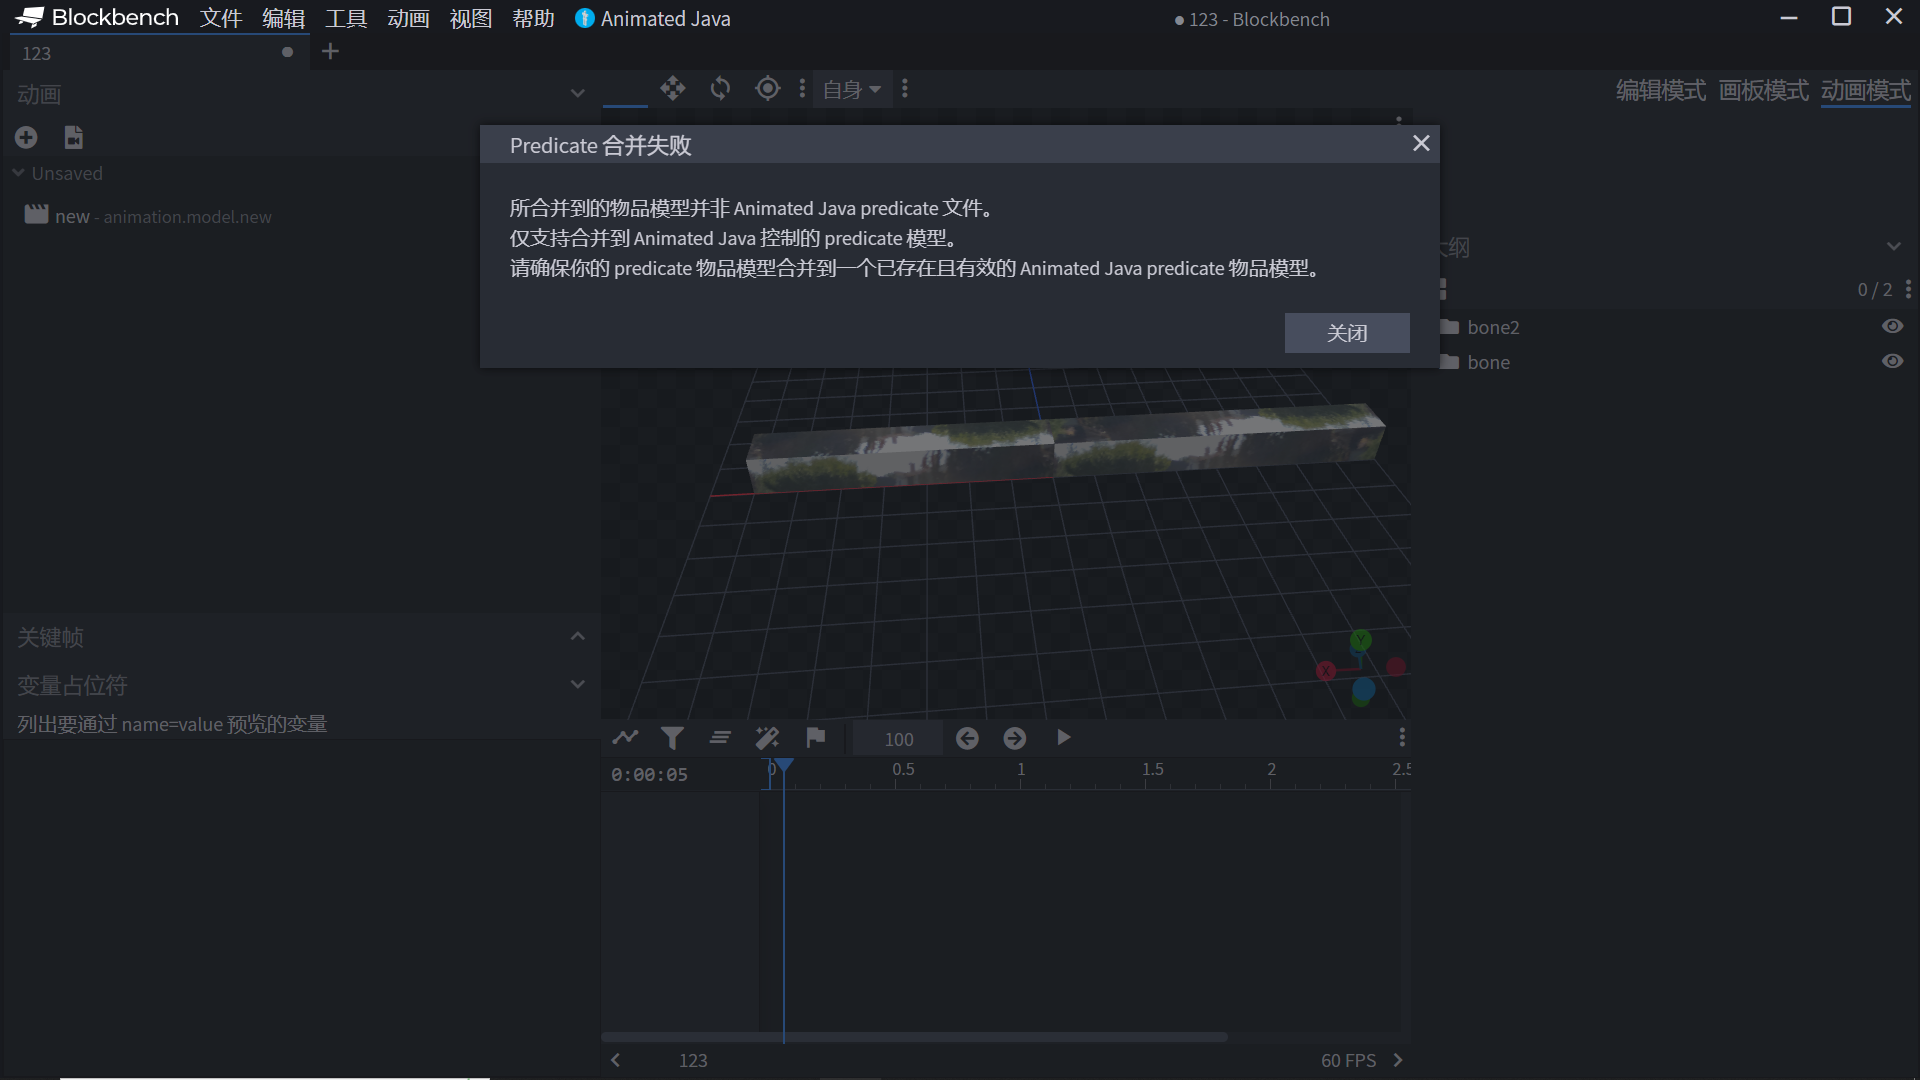 Blockbench 文件 编辑 工具 动画 视图 帮助 Animated Java
123 - Blockbench
123
动画
自身
编辑模式 画板模式 动画模式
Unsaved
new - animation.model.new
Predicate 合并失败
所合并到的物品模型并非 Animated Java predicate 文件。
仅支持合并到 Animated Java 控制的 predicate 模型。
请确保你的 predicate 物品模型合并到一个已存在且有效的 Animated Java predicate 物品模型。
关闭
纲
0 / 2
bone2
bone
关键帧
变量占位符
列出要通过 name=value 预览的变量
Y
X
100
0:00:05
0 0.5 1 1.5 2 2.5
123
60 FPS